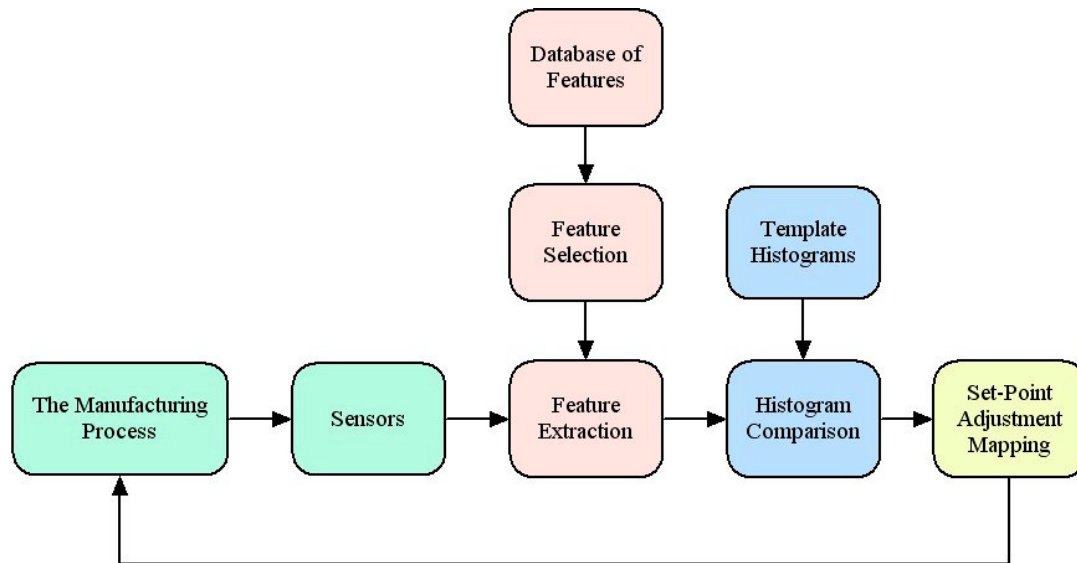 Database of
Features
Feature
Selection
Template
Histograms
The Manufacturing
Process
Sensors
Feature
Extraction
Histogram
Comparison
Set-Point
Adjustment
Mapping